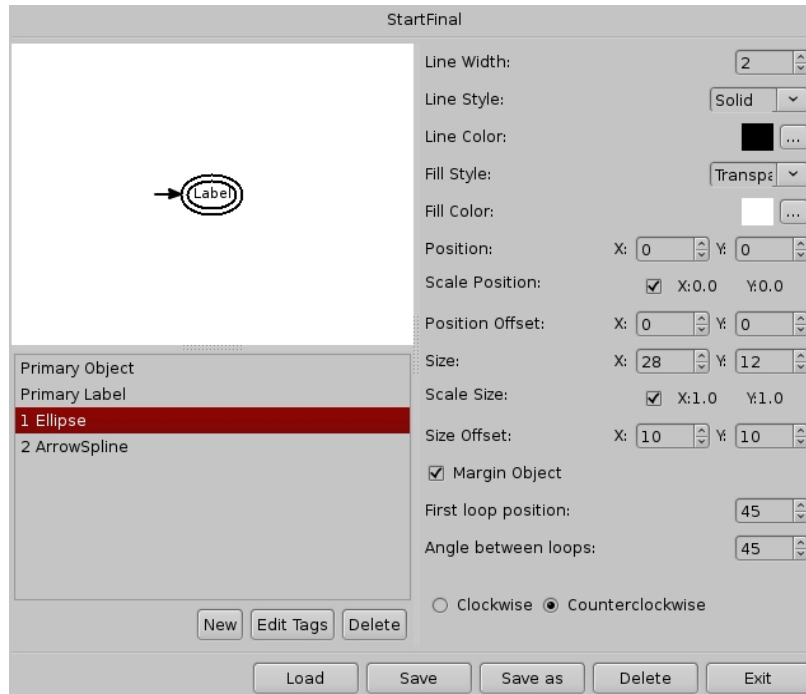 StartFinal
Label
Primary Object
Primary Label
1 Ellipse
2 ArrowSpline
New Edit Tags Delete
Line Width: 2
Line Style: Solid
Line Color: ...
Fill Style: Transpa
Fill Color: ...
Position: X: 0 Y: 0
Scale Position: X:0.0 Y:0.0
Position Offset: X: 0 Y: 0
Size: X: 28 Y: 12
Scale Size: X:1.0 Y:1.0
Size Offset: X: 10 Y: 10
Margin Object
First loop position: 45
Angle between loops: 45
Clockwise Counterclockwise
Load Save Save as Delete Exit